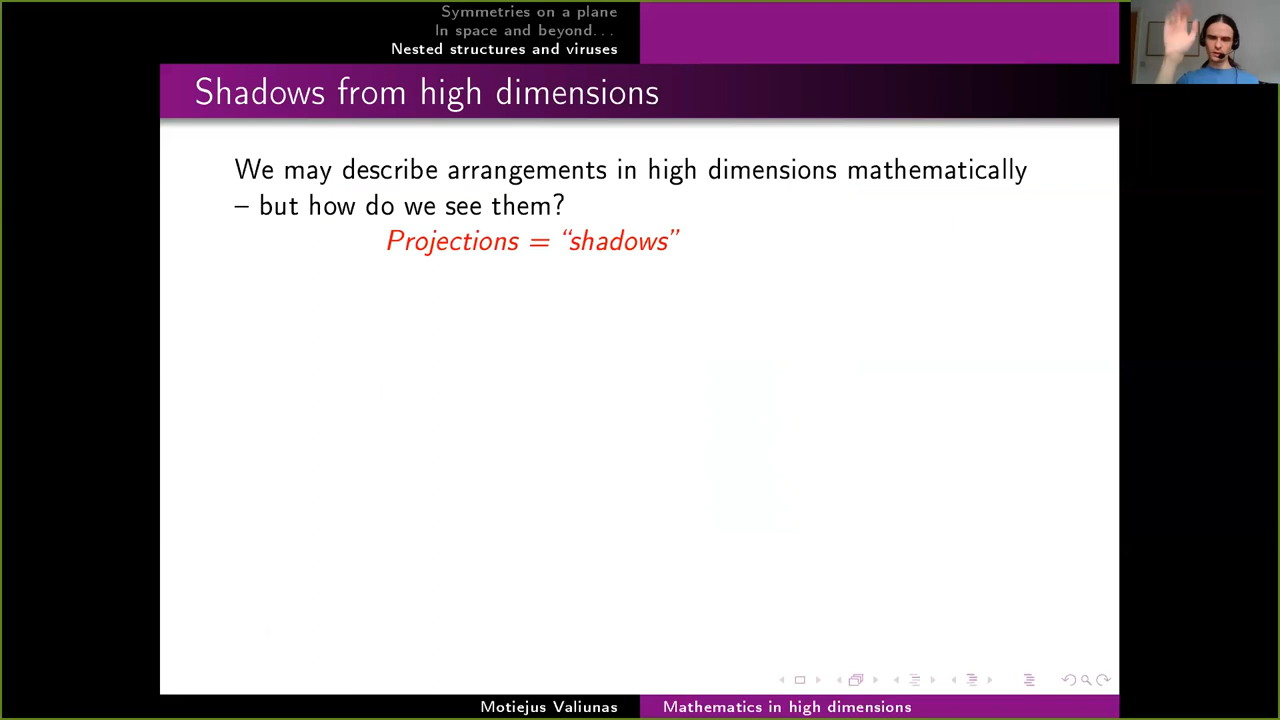 Symmetries on a plane
In space and beyond...
Nested structures and viruses
Shadows from high dimensions
We may describe arrangements in high dimensions mathematically
– but how do we see them?
Projections = “shadows”
Motiejus Valiunas
Mathematics in high dimensions